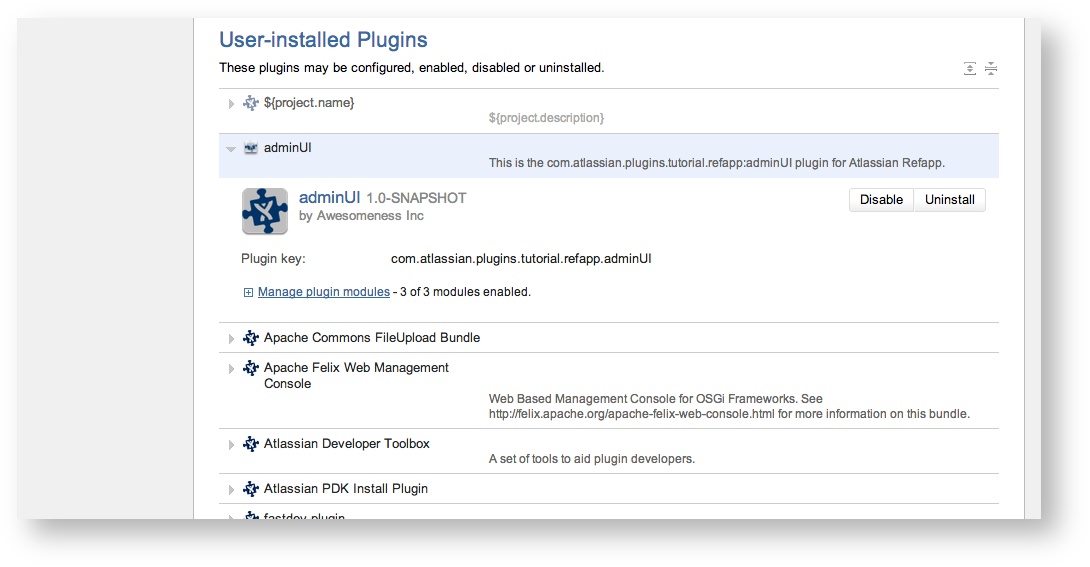 User-installed Plugins
These plugins may be configured, enabled, disabled or uninstalled.
${project.name}
${project.description}
adminUI
This is the com.atlassian.plugins.tutorial.refapp:adminUI plugin for Atlassian Refapp.
adminUI 1.0-SNAPSHOT
Disable Uninstall
by Awesomeness Inc
Plugin key: com.atlassian.plugins.tutorial.refapp.adminUI
Manage plugin modules - 3 of 3 modules enabled.
Apache Commons FileUpload Bundle
Apache Felix Web Management
Console
Web Based Management Console for OSGi Frameworks. See
http://felix.apache.org/apache-felix-web-console.html for more information on this bundle.
Atlassian Developer Toolbox
A set of tools to aid plugin developers.
Atlassian PDK Install Plugin
fastdev plugin